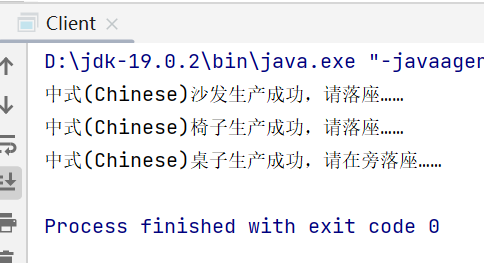 Client
D:\jdk-19.0.2\bin\java.exe "-javaagen
中式(Chinese)沙发生产成功，请落座……
中式(Chinese)椅子生产成功，请落座……
中式(Chinese)桌子生产成功，请在旁落座……
Process finished with exit code 0